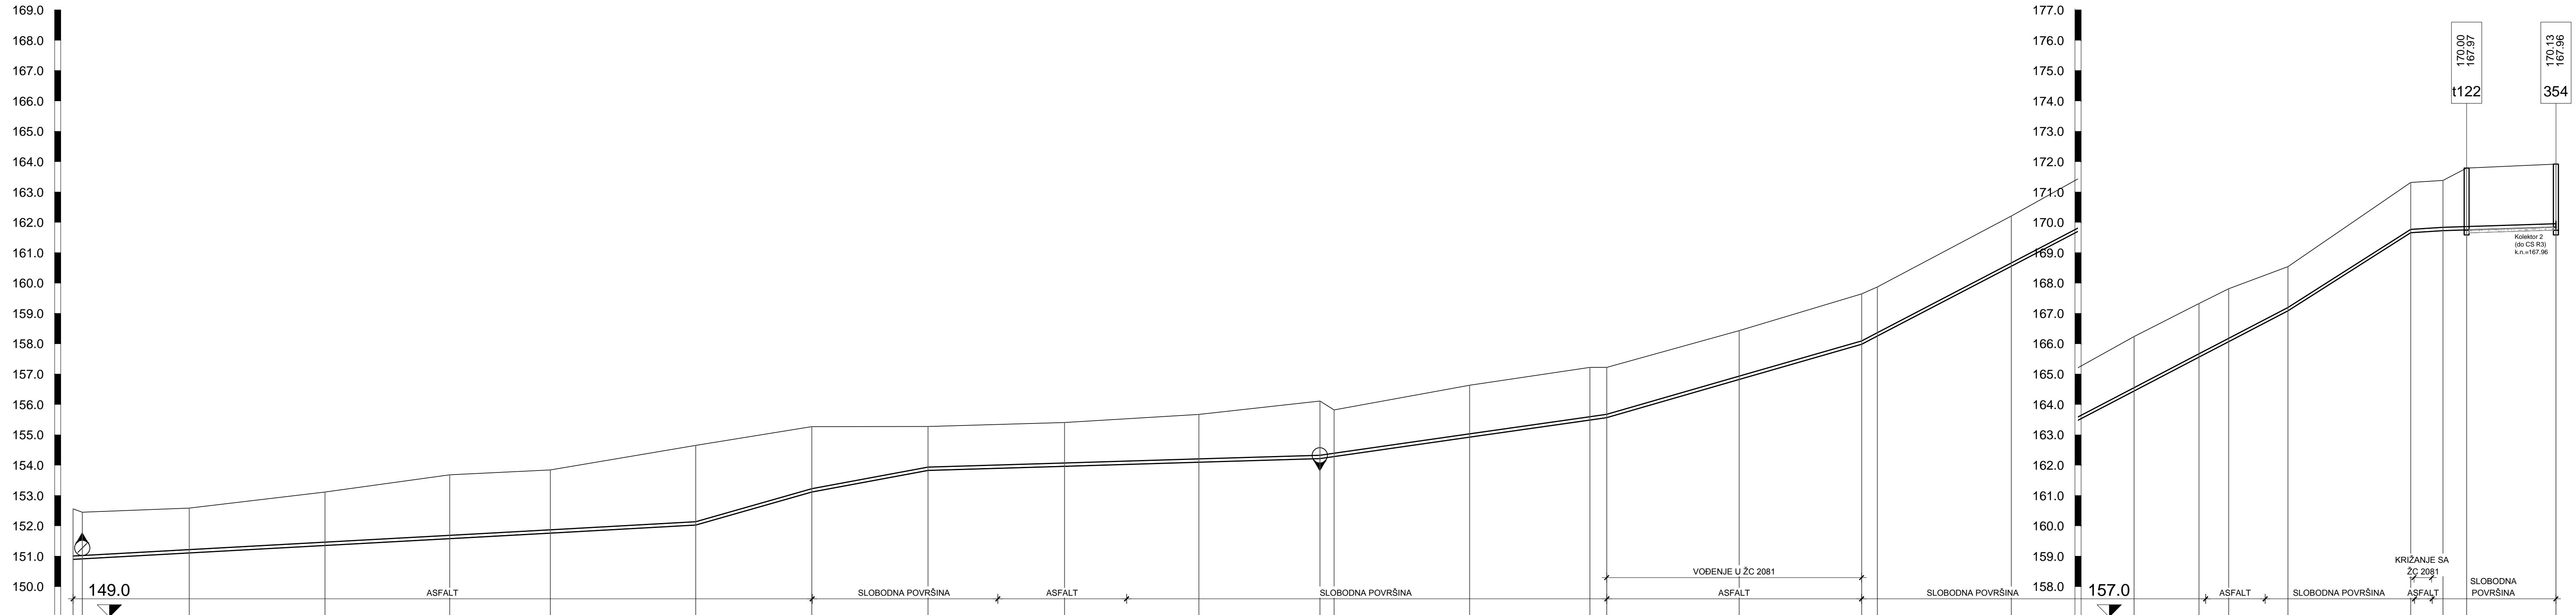 169.0
168.0
167.0
166.0
165.0
164.0
163.0
162.0
161.0
160.0
159.0
158.0
157.0
156.0
155.0
154.0
153.0
152.0
151.0
150.0
149.0
ASFALT
SLOBODNA POVRŠINA
ASFALT
SLOBODNA POVRŠINA
VOĐENJE U ŽC 2081
ASFALT
SLOBODNA POVRŠINA
177.0
176.0
175.0
174.0
173.0
172.0
171.0
170.0
169.0
168.0
167.0
166.0
165.0
164.0
163.0
162.0
161.0
160.0
159.0
158.0
157.0
ASFALT
SLOBODNA POVRŠINA
KRIŽANJE SA
ŽC 2081
ASFALT
SLOBODNA
POVRŠINA
170.00
167.97
t122
170.13
167.96
354
Kolektor 2
(do CS R3)
k.n.=167.96